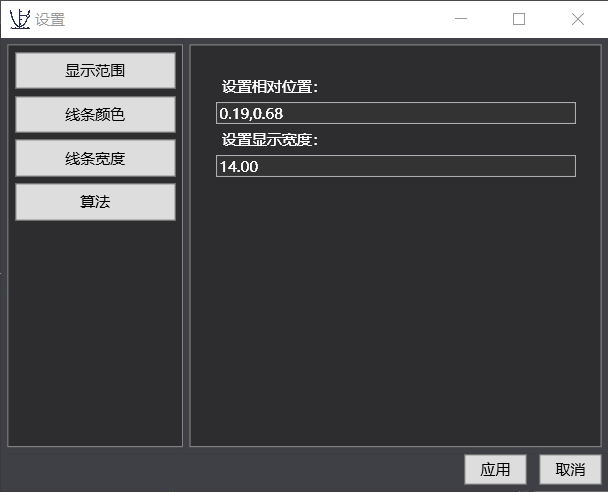 设置
显示范围
线条颜色
线条宽度
算法
设置相对位置:
0.19,0.68
设置显示宽度:
14.00
应用
取消